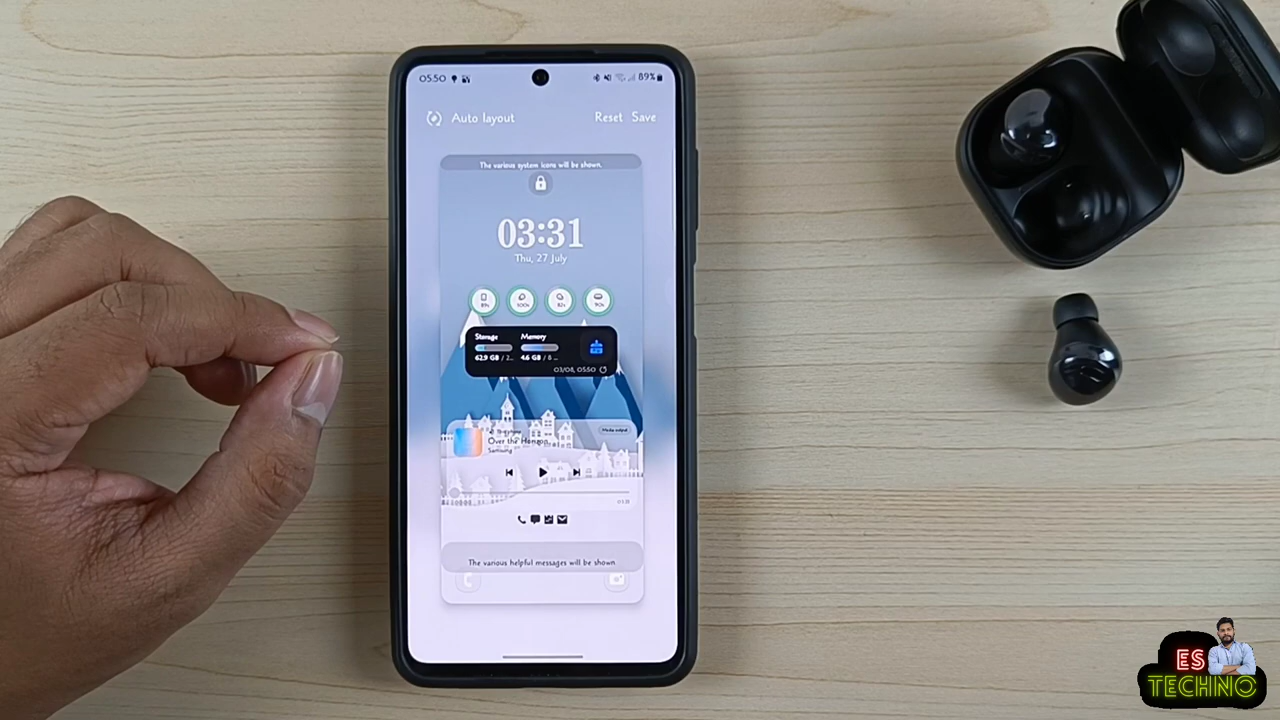 05:50
89%
Auto layout
Reset Save
The various system icons will be shown.
03:31
Thu, 27 July
Storage Memory
62.9 GB / 2... 4.6 GB / 8 ...
03/08, 05:50
Media output
Over the Horizon
Samsung
The various helpful messages will be shown
ES
TECHNO